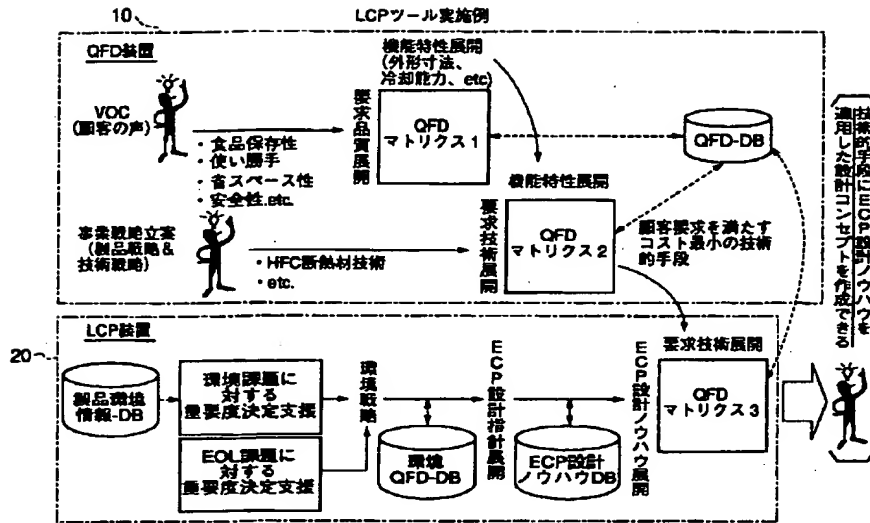 LCPツール実施例
10
QFD装置
VOC
(顧客の声)
・食品保存性
・使い勝手
・省スペース性
・安全性.etc.
要求品質展開
機能特性展開
(外形寸法、
冷却能力、etc)
QFD
マトリクス1
QFD-DB
事業戦略立案
(製品戦略&
技術戦略)
・HFC断熱材技術
・etc.
要求技術展開
機能特性展開
QFD
マトリクス2
顧客要求を満たす
コスト最小の技術
的手段
20
LCP装置
製品環境
情報-DB
環境課題に
対する
重要度決定支援
EOL課題に
対する
重要度決定支援
環境戦略
環境
QFD-DB
ECP設計指針展開
ECP設計
ノウハウDB
ECP設計ノウハウ展開
要求技術展開
QFD
マトリクス3
技術的手段にECP設計ノウハウを
適用した設計コンセプトを作成できる